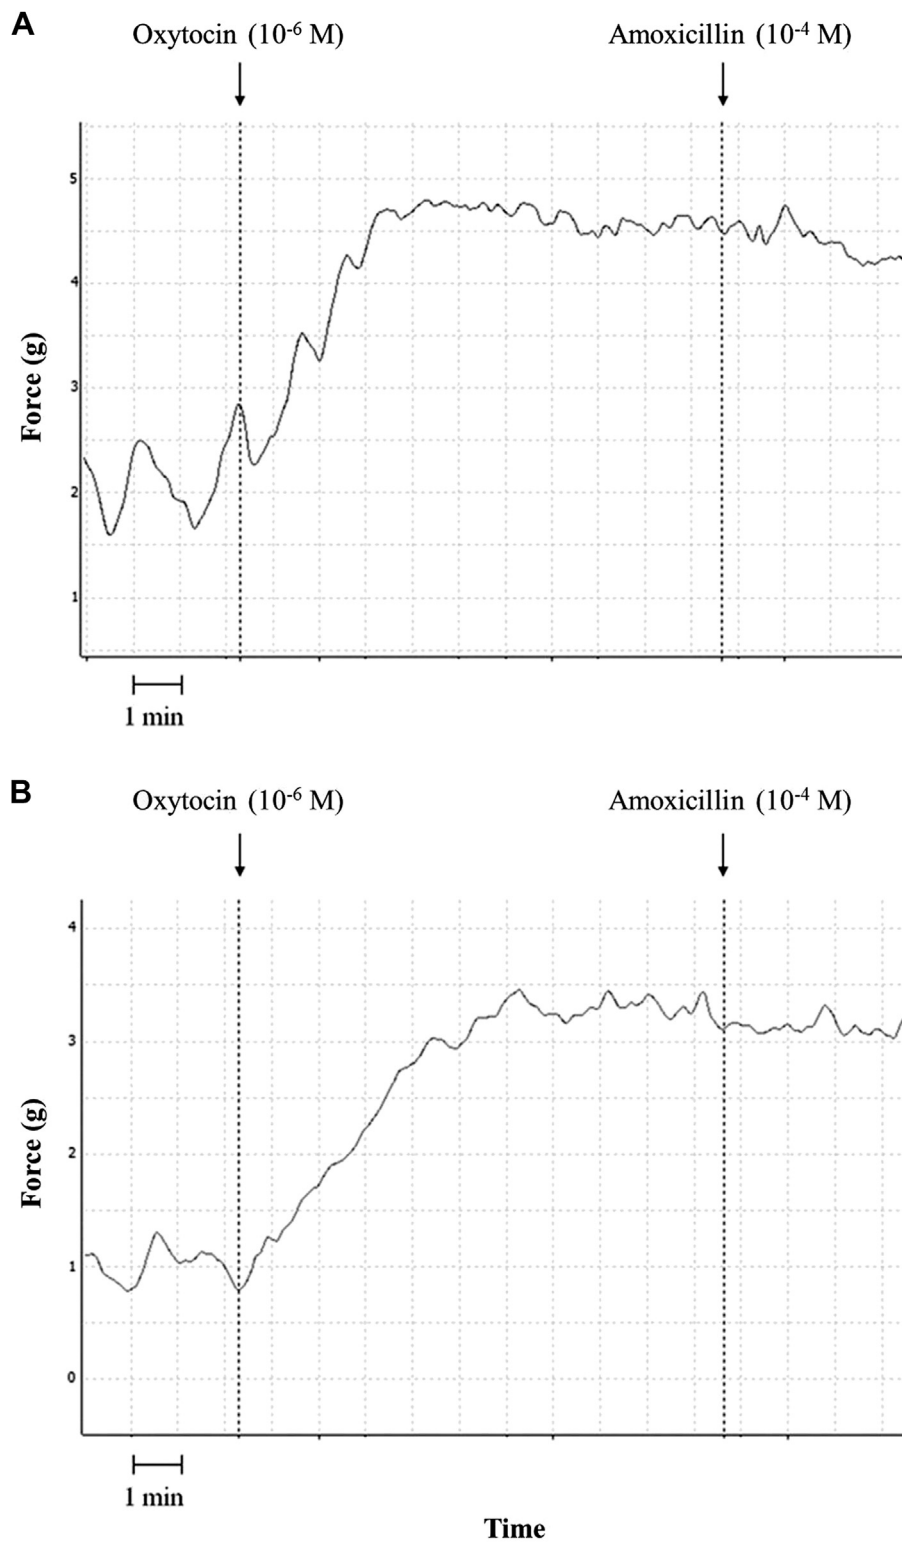 A
Oxytocin (10⁻⁶ M) Amoxicillin (10⁻⁴ M)
5
4
3
2
1
Force (g)
1 min
B
Oxytocin (10⁻⁶ M) Amoxicillin (10⁻⁴ M)
4
3
2
1
0
Force (g)
1 min
Time